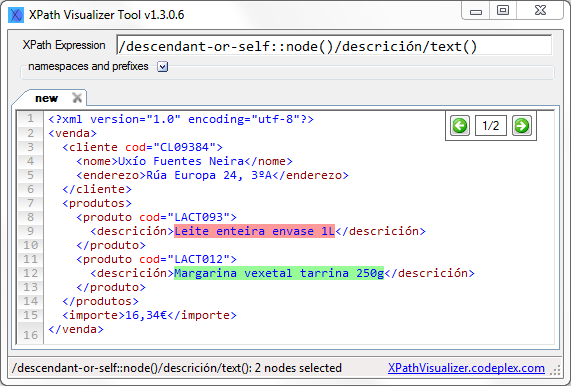 XPath Visualizer Tool v1.3.0.6
XPath Expression /descendant-or-self::node()/descrición/text()
namespaces and prefixes
new
1/2
1 <?xml version="1.0" encoding="utf-8"?>
2 <venda>
3 <cliente cod="CL09384">
4 <nome>Uxío Fuentes Neira</nome>
5 <enderezo>Rúa Europa 24, 3ºA</enderezo>
6 </cliente>
7 <produtos>
8 <produto cod="LACT093">
9 <descrición>Leite enteira envase 1L</descrición>
10 </produto>
11 <produto cod="LACT012">
12 <descrición>Margarina vexetal tarrina 250g</descrición>
13 </produto>
14 </produtos>
15 <importe>16,34€</importe>
16 </venda>
/descendant-or-self::node()/descrición/text(): 2 nodes selected XPathVisualizer.codeplex.com